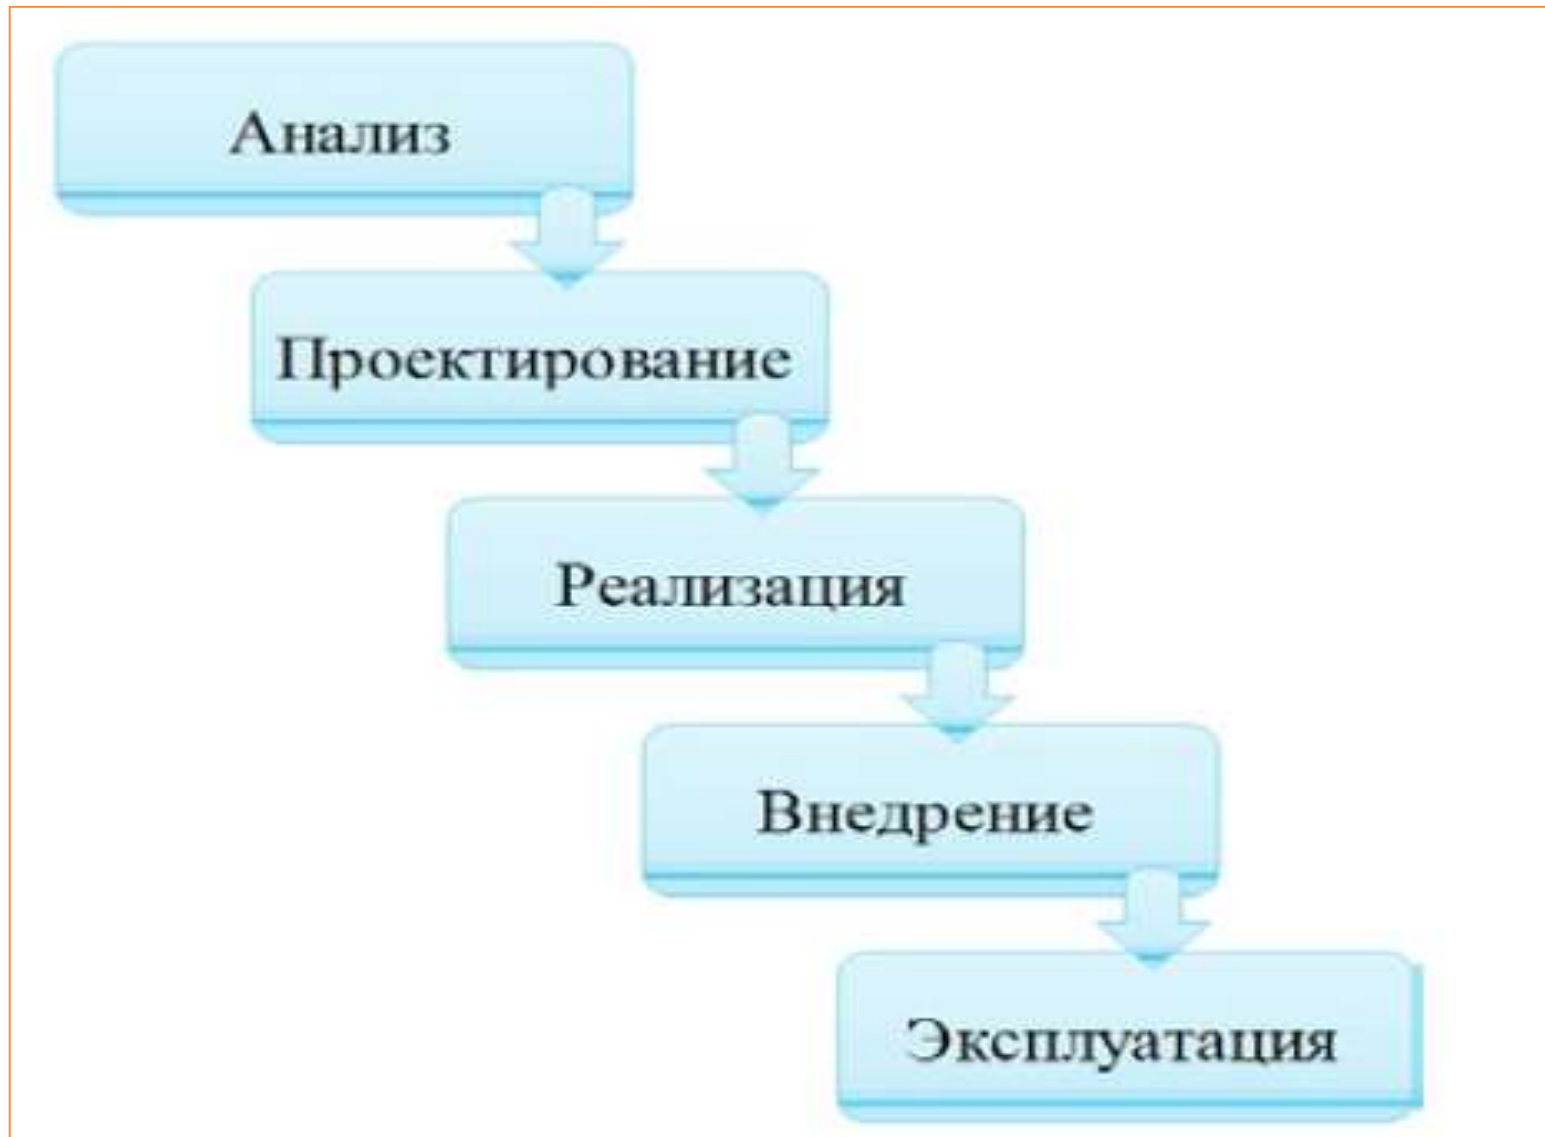 Анализ
Проектирование
Реализация
Внедрение
Эксплуатация